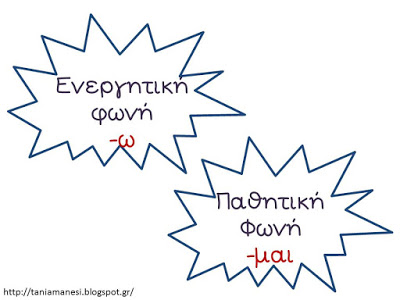 Ενεργητική
φωνή
-ω
Παθητική
Φωνή
-μαι
http://taniamanesi.blogspot.gr/